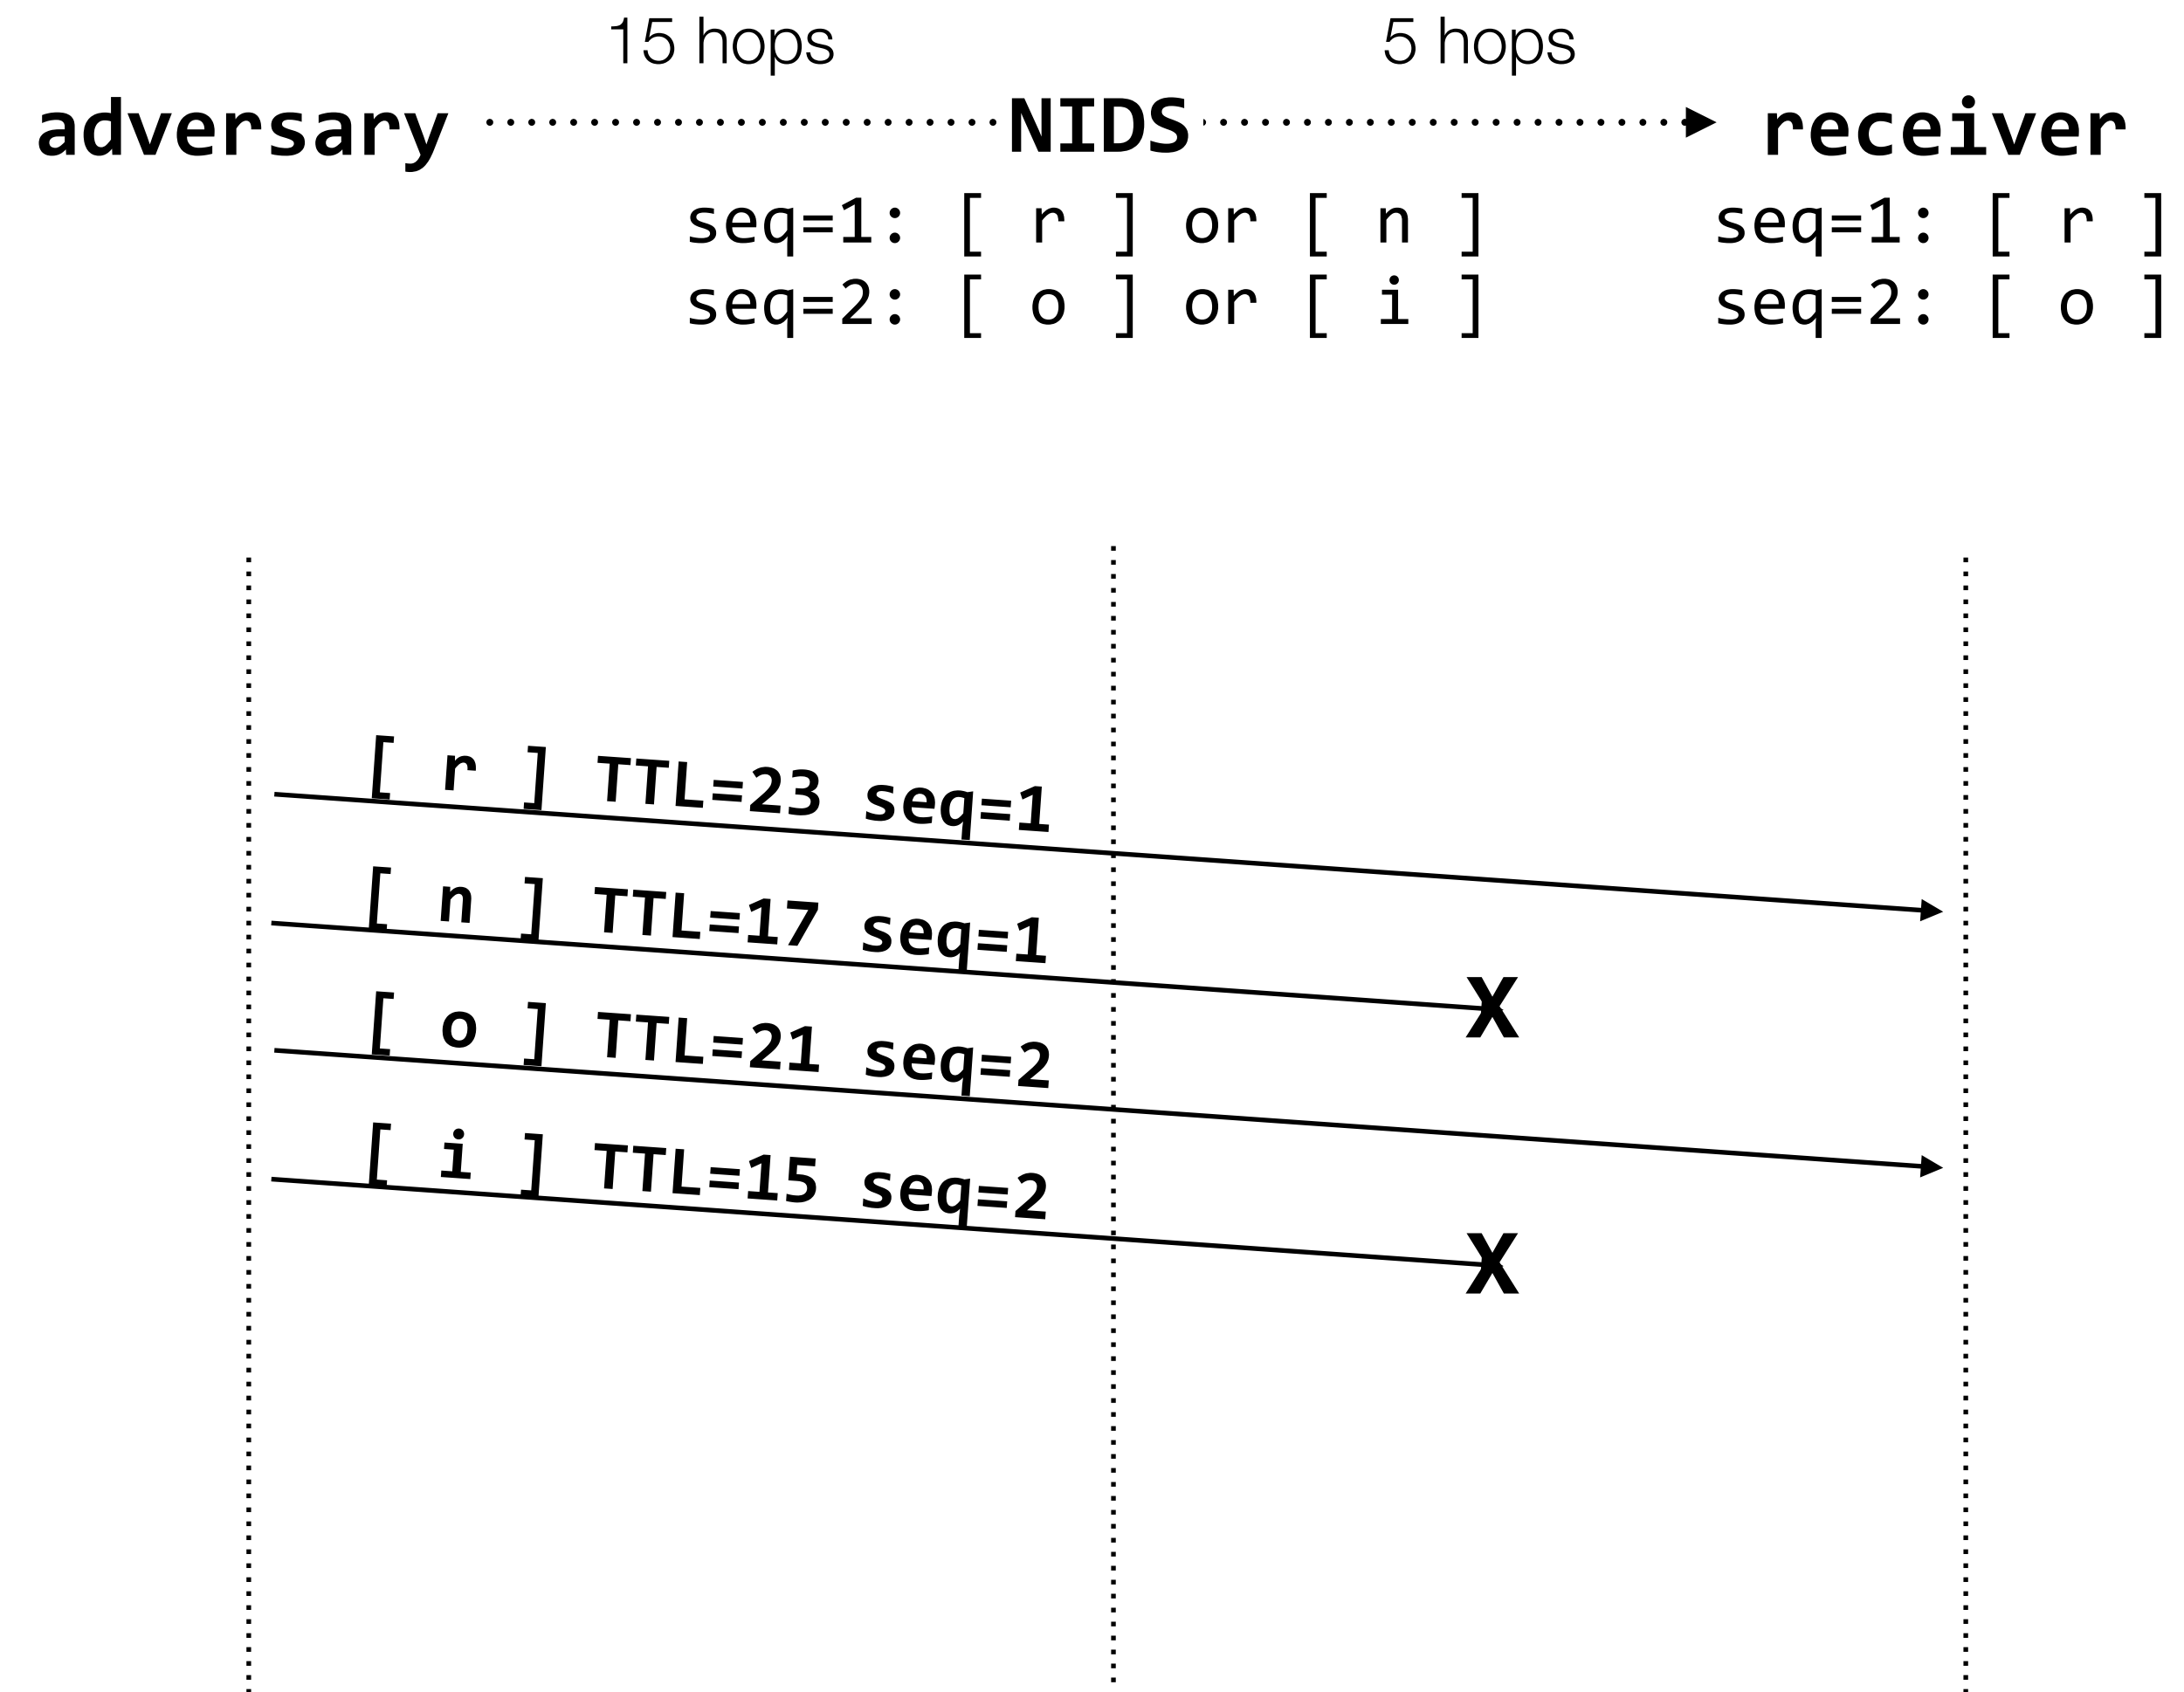 15 hops 5 hops
adversary NIDS receiver
seq=1: [ r ] or [ n ] seq=1: [ r ]
seq=2: [ o ] or [ i ] seq=2: [ o ]
[ r ] TTL=23 seq=1
[ n ] TTL=17 seq=1
X
[ o ] TTL=21 seq=2
[ i ] TTL=15 seq=2
X